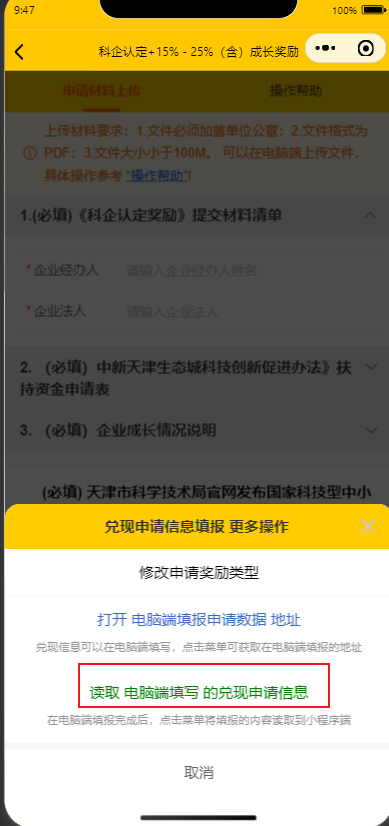 9:47
100%
科企认定+15% - 25%（含）成长奖励
申请材料上传
操作帮助
上传材料要求：1.文件必须加盖单位公章；2.文件格式为
PDF；3.文件大小小于100M。 可以在电脑端上传文件，
具体操作参考 “操作帮助”!
1.(必填)《科企认定奖励》提交材料清单
*企业经办人
请输入企业经办人姓名
*企业法人
请输入企业法人
2. （必填）中新天津生态城科技创新促进办法》扶
持资金申请表
3. （必填）企业成长情况说明
(必填) 天津市科学技术局官网发布国家科技型中小
兑现申请信息填报 更多操作
修改申请奖励类型
打开 电脑端填报申请数据 地址
兑现信息可以在电脑端填写，点击菜单可获取在电脑端填报的地址
读取 电脑端填写 的兑现申请信息
在电脑端填报完成后，点击菜单将填报的内容读取到小程序端
取消